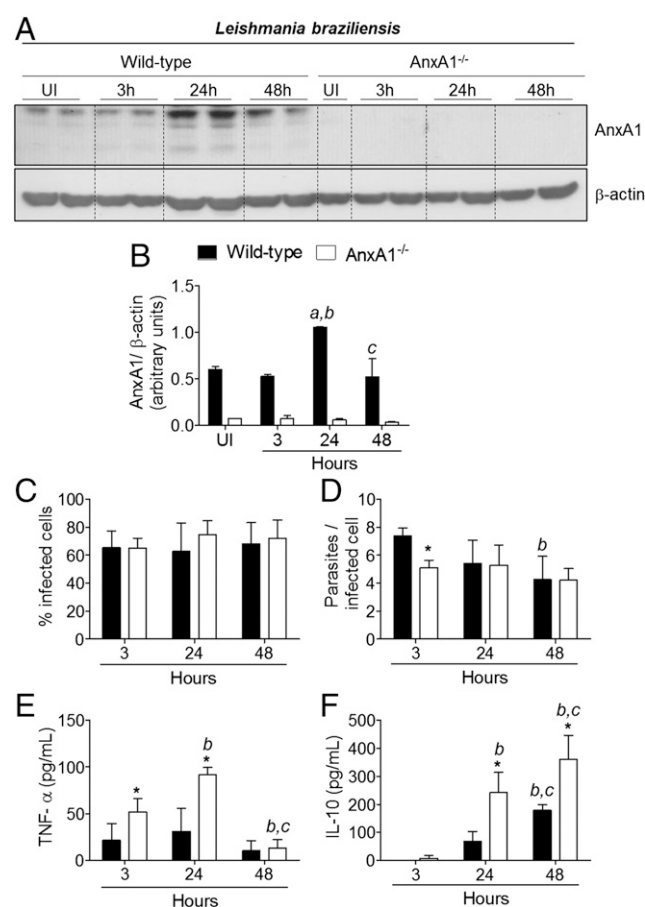 A
Leishmania braziliensis
Wild-type AnxA1-/-
UI 3h 24h 48h UI 3h 24h 48h
AnxA1
β-actin
B
Wild-type AnxA1-/-
AnxA1/ β-actin
(arbitrary units)
1.5
1.0
0.5
0.0
a,b
c
UI 3 24 48
Hours
C
% infected cells
100
80
60
40
20
0
3 24 48
Hours
D
Parasites /
infected cell
10
8
6
4
2
0
*
b
3 24 48
Hours
E
TNF- α (pg/mL)
150
100
50
0
*
b
*
b,c
3 24 48
Hours
F
IL-10 (pg/mL)
500
400
300
200
100
0
b
*
b,c
b,c
*
3 24 48
Hours